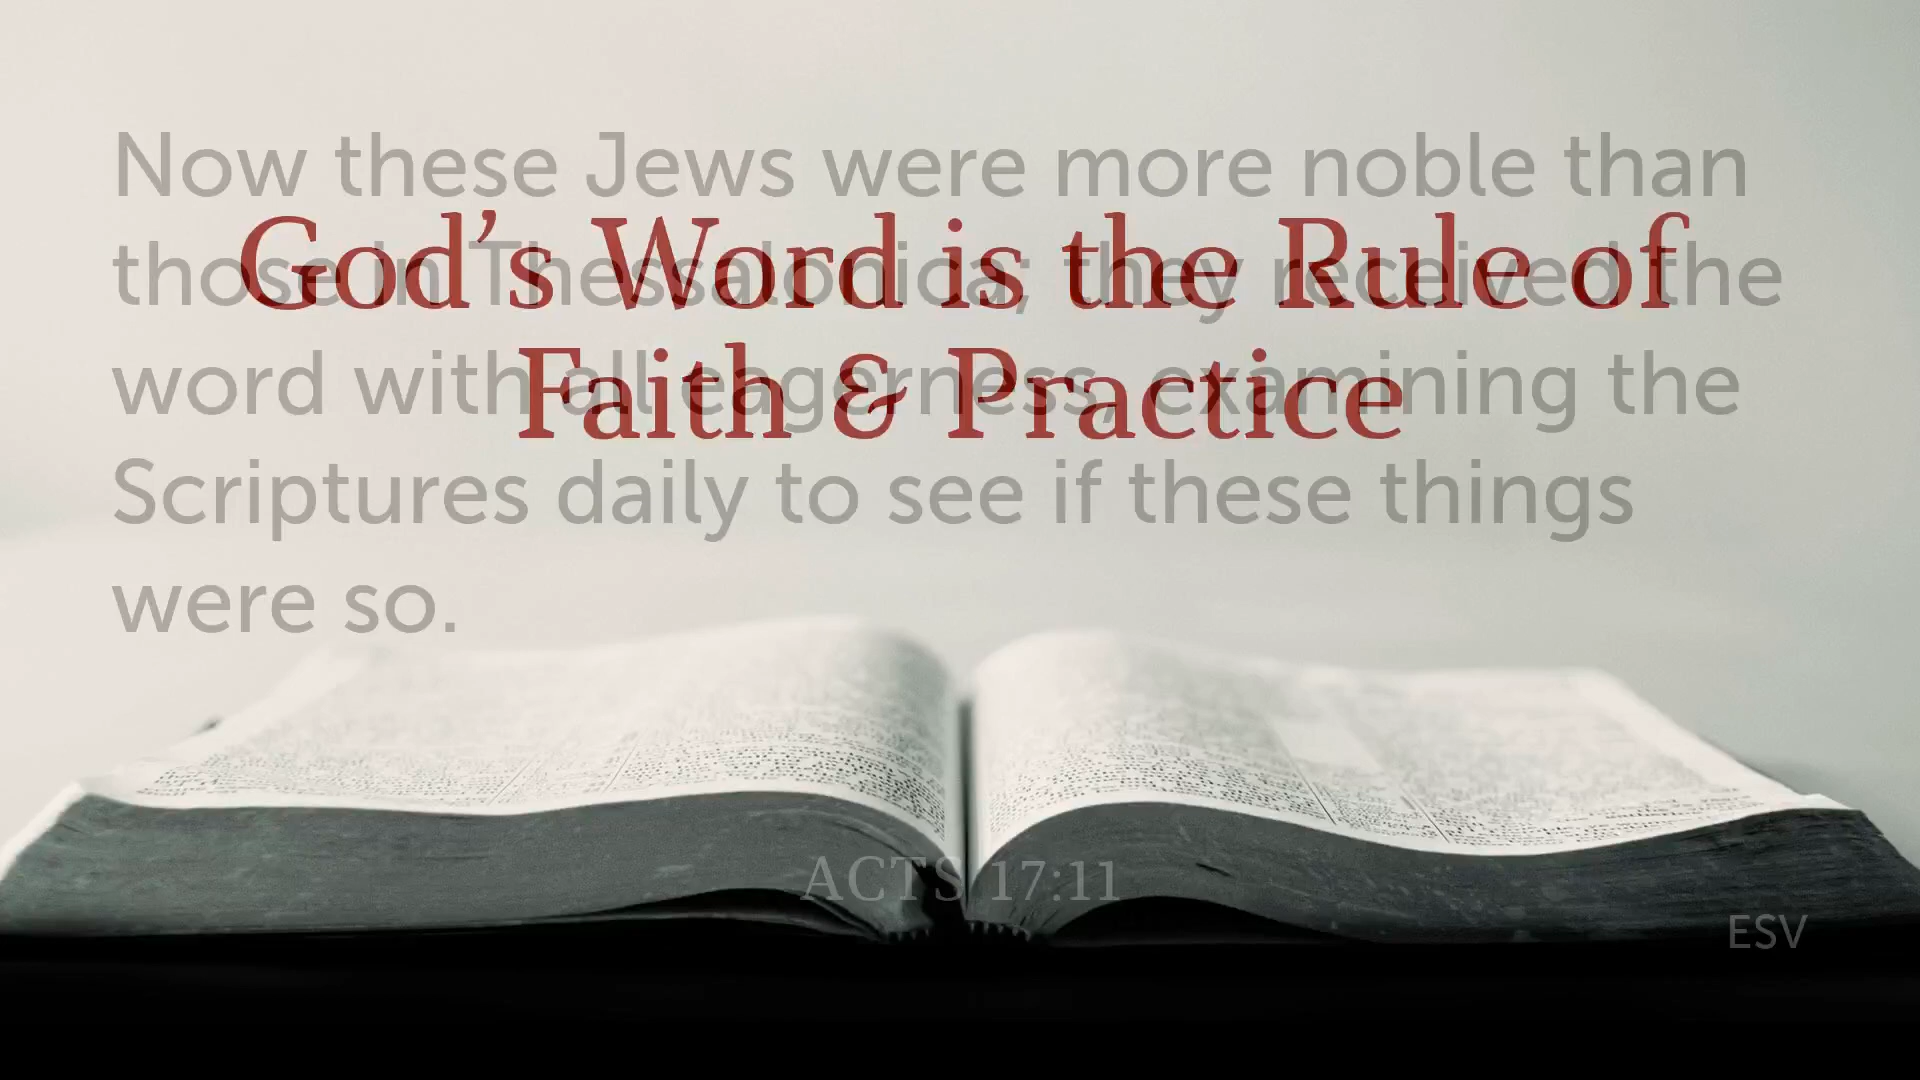 Now these Jews were more noble than
God’s Word is the Rule of
those in Thessalonica; they received the
Faith & Practice
word with all eagerness, examining the
Scriptures daily to see if these things
were so.
ACTS 17:11
ESV